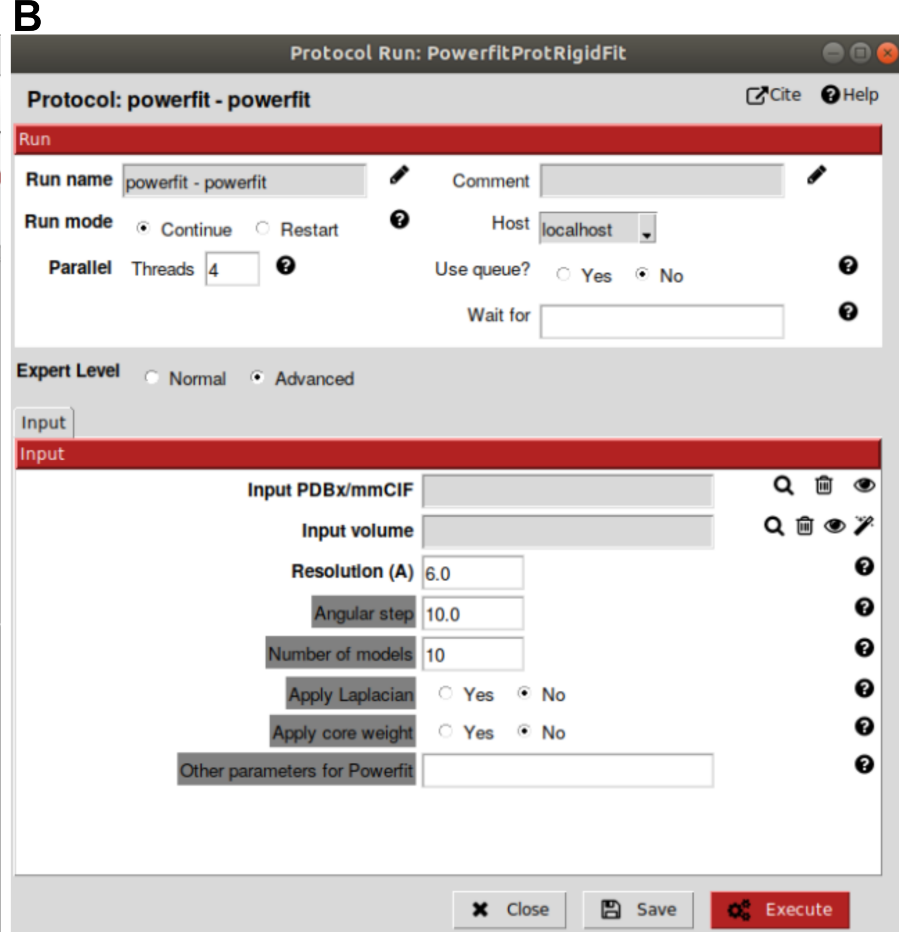 B
Protocol Run: PowerfitProtRigidFit
Protocol: powerfit - powerfit Cite Help
Run
Run name powerfit - powerfit Comment
Run mode Continue Restart Host localhost
Parallel Threads 4 Use queue? Yes No
Wait for
Expert Level Normal Advanced
Input
Input
Input PDBx/mmCIF
Input volume
Resolution (A) 6.0
Angular step 10.0
Number of models 10
Apply Laplacian Yes No
Apply core weight Yes No
Other parameters for Powerfit
Close Save Execute